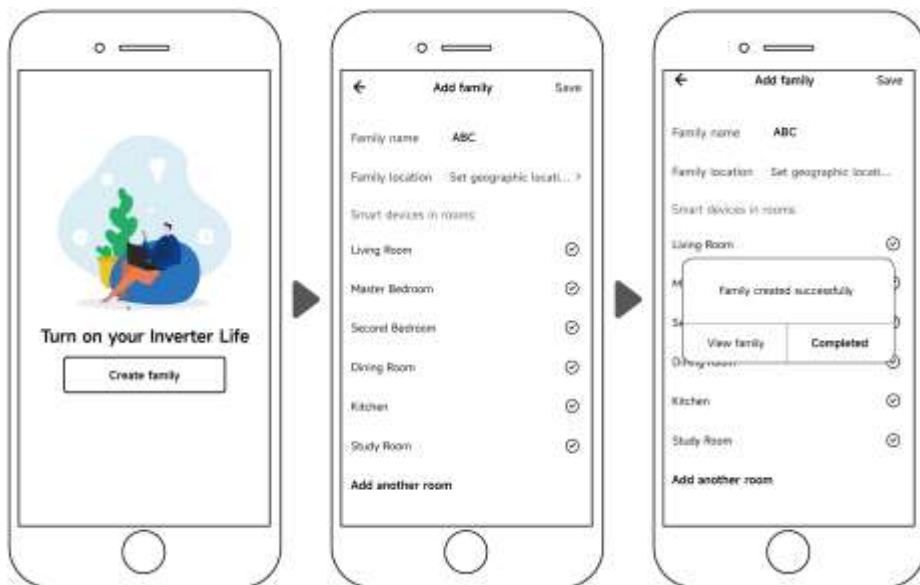 Turn on your Inverter Life
Create family
Add family Save
Family name ABC
Family location Set geographic locati... >
Smart devices in rooms:
Living Room
Master Bedroom
Second Bedroom
Dining Room
Kitchen
Study Room
Add another room
Add family Save
Family name ABC
Family location Set geographic locati...
Smart devices in rooms:
Living Room
M
Family created successfully
Se
View family Completed
Dining Room
Kitchen
Study Room
Add another room